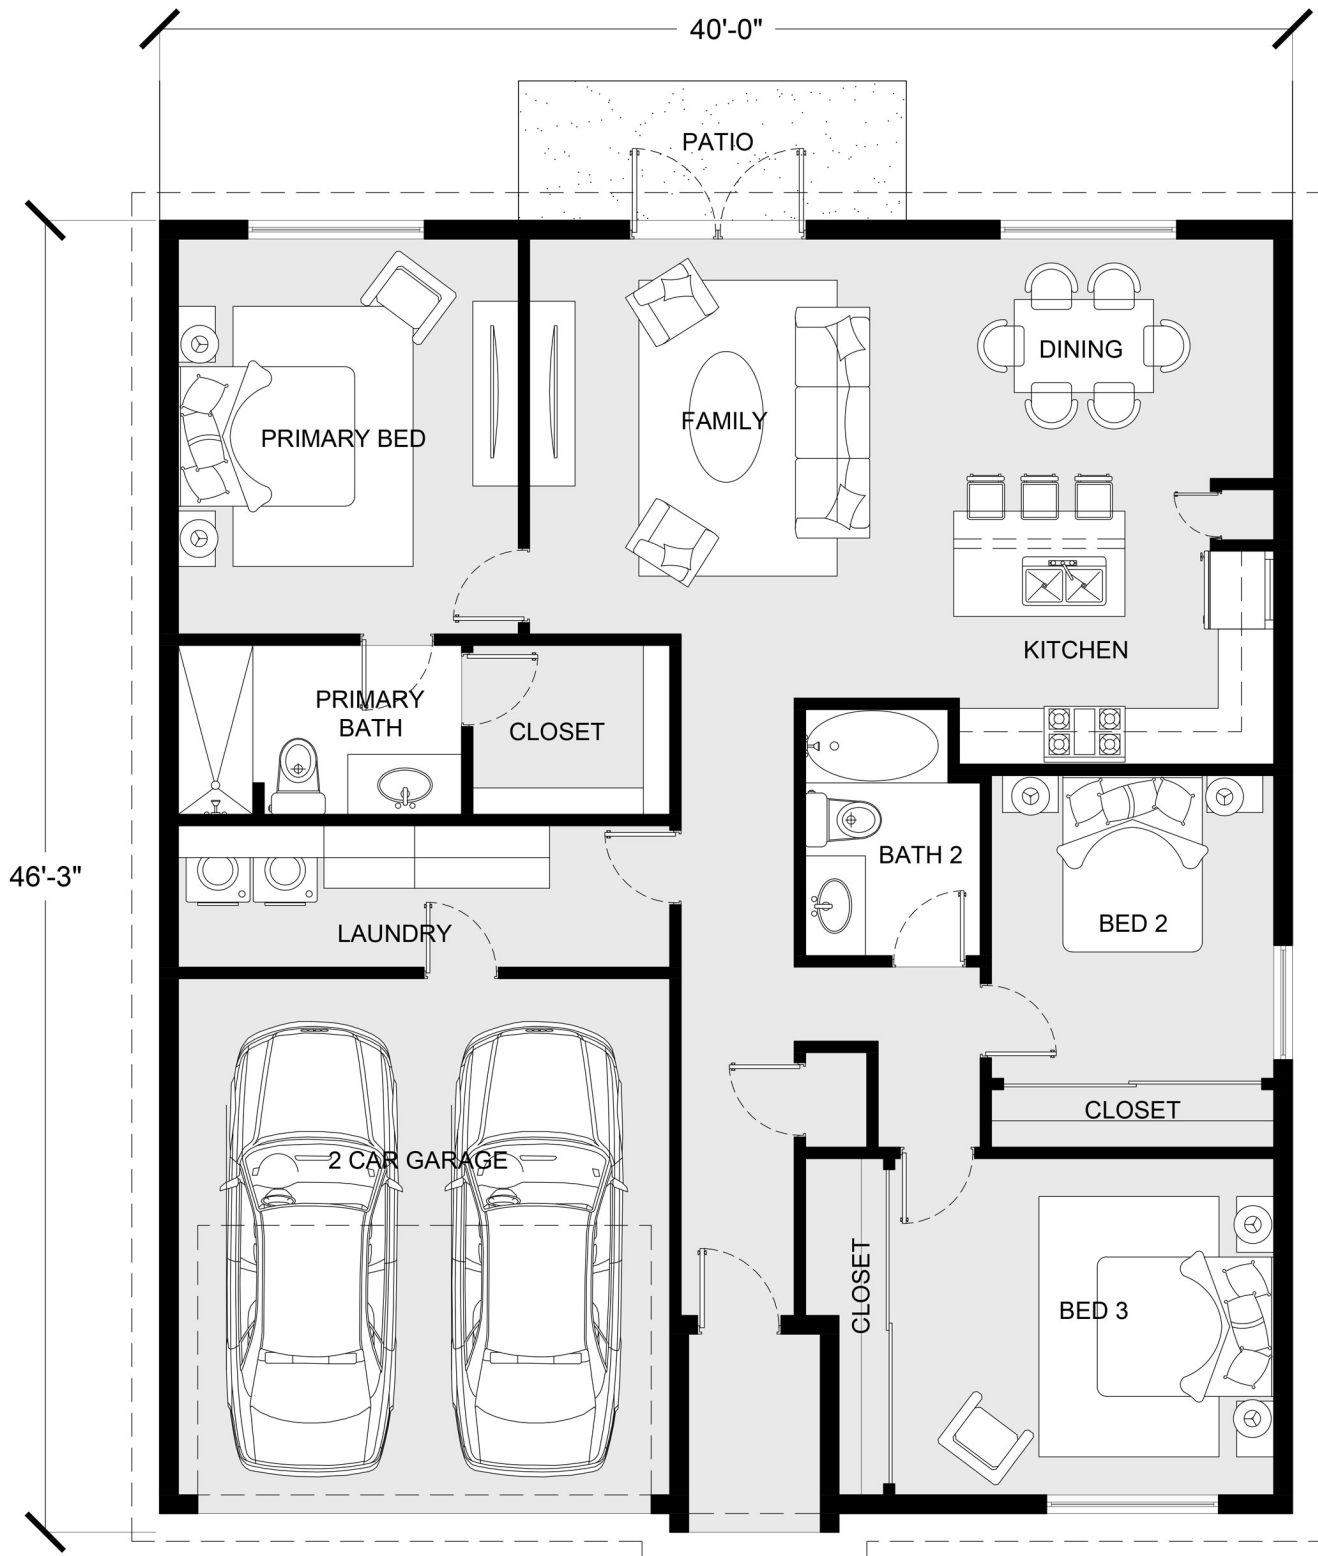 40'-0"
PATIO
DINING
FAMILY
PRIMARY BED
KITCHEN
PRIMARY
BATH
CLOSET
BATH 2
46'-3"
BED 2
LAUNDRY
CLOSET
2 CAR GARAGE
CLOSET
BED 3